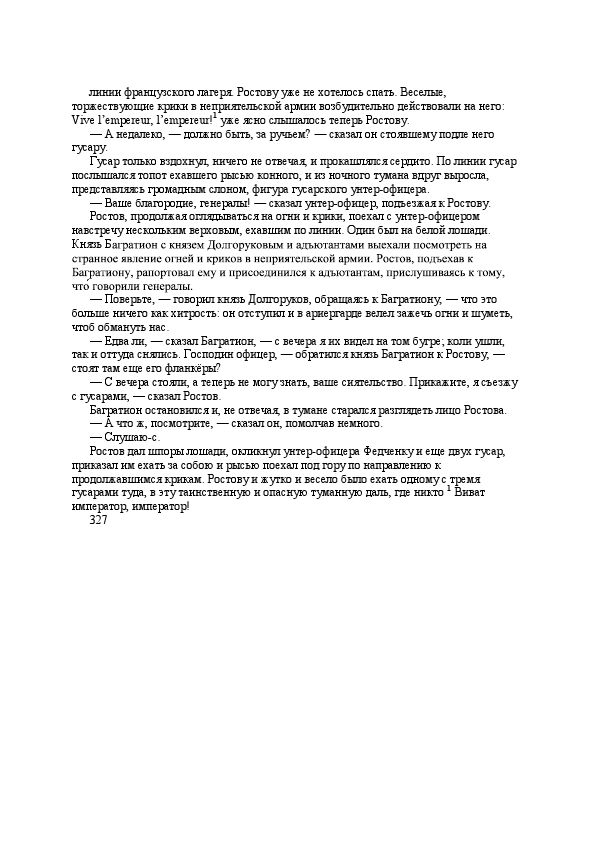 линии французского лагеря. Ростову уже не хотелось спать. Веселые,
торжествующие крики в неприятельской армии возбудительно действовали на него:
Vive l’empereur, l’empereur!¹ уже ясно слышалось теперь Ростову.
— А недалеко, — должно быть, за ручьем? — сказал он стоявшему подле него
гусару.
Гусар только вздохнул, ничего не отвечая, и прокашлялся сердито. По линии гусар
послышался топот ехавшего рысью конного, и из ночного тумана вдруг выросла,
представляясь громадным слоном, фигура гусарского унтер-офицера.
— Ваше благородие, генералы! — сказал унтер-офицер, подъезжая к Ростову.
Ростов, продолжая оглядываться на огни и крики, поехал с унтер-офицером
навстречу нескольким верховым, ехавшим по линии. Один был на белой лошади.
Князь Багратион с князем Долгоруковым и адъютантами выехали посмотреть на
странное явление огней и криков в неприятельской армии. Ростов, подъехав к
Багратиону, рапортовал ему и присоединился к адъютантам, прислушиваясь к тому,
что́ говорили генералы.
— Поверьте, — говорил князь Долгоруков, обращаясь к Багратиону, — что это
больше ничего как хитрость: он отступил и в ариергарде велел зажечь огни и шуметь,
чтоб обмануть нас.
— Едва ли, — сказал Багратион, — с вечера я их видел на том бугре; коли ушли,
так и оттуда снялись. Господин офицер, — обратился князь Багратион к Ростову, —
стоят там еще его фланкёры?
— С вечера стояли, а теперь не могу знать, ваше сиятельство. Прикажите, я съезжу
с гусарами, — сказал Ростов.
Багратион остановился и, не отвечая, в тумане старался разглядеть лицо Ростова.
— А что ж, посмотрите, — сказал он, помолчав немного.
— Слушаю-с.
Ростов дал шпоры лошади, окликнул унтер-офицера Федченку и еще двух гусар,
приказал им ехать за собою и рысью поехал под гору по направлению к
продолжавшимся крикам. Ростову и жутко и весело было ехать одному с тремя
гусарами туда, в эту таинственную и опасную туманную даль, где никто ¹ Виват
император, император!
327